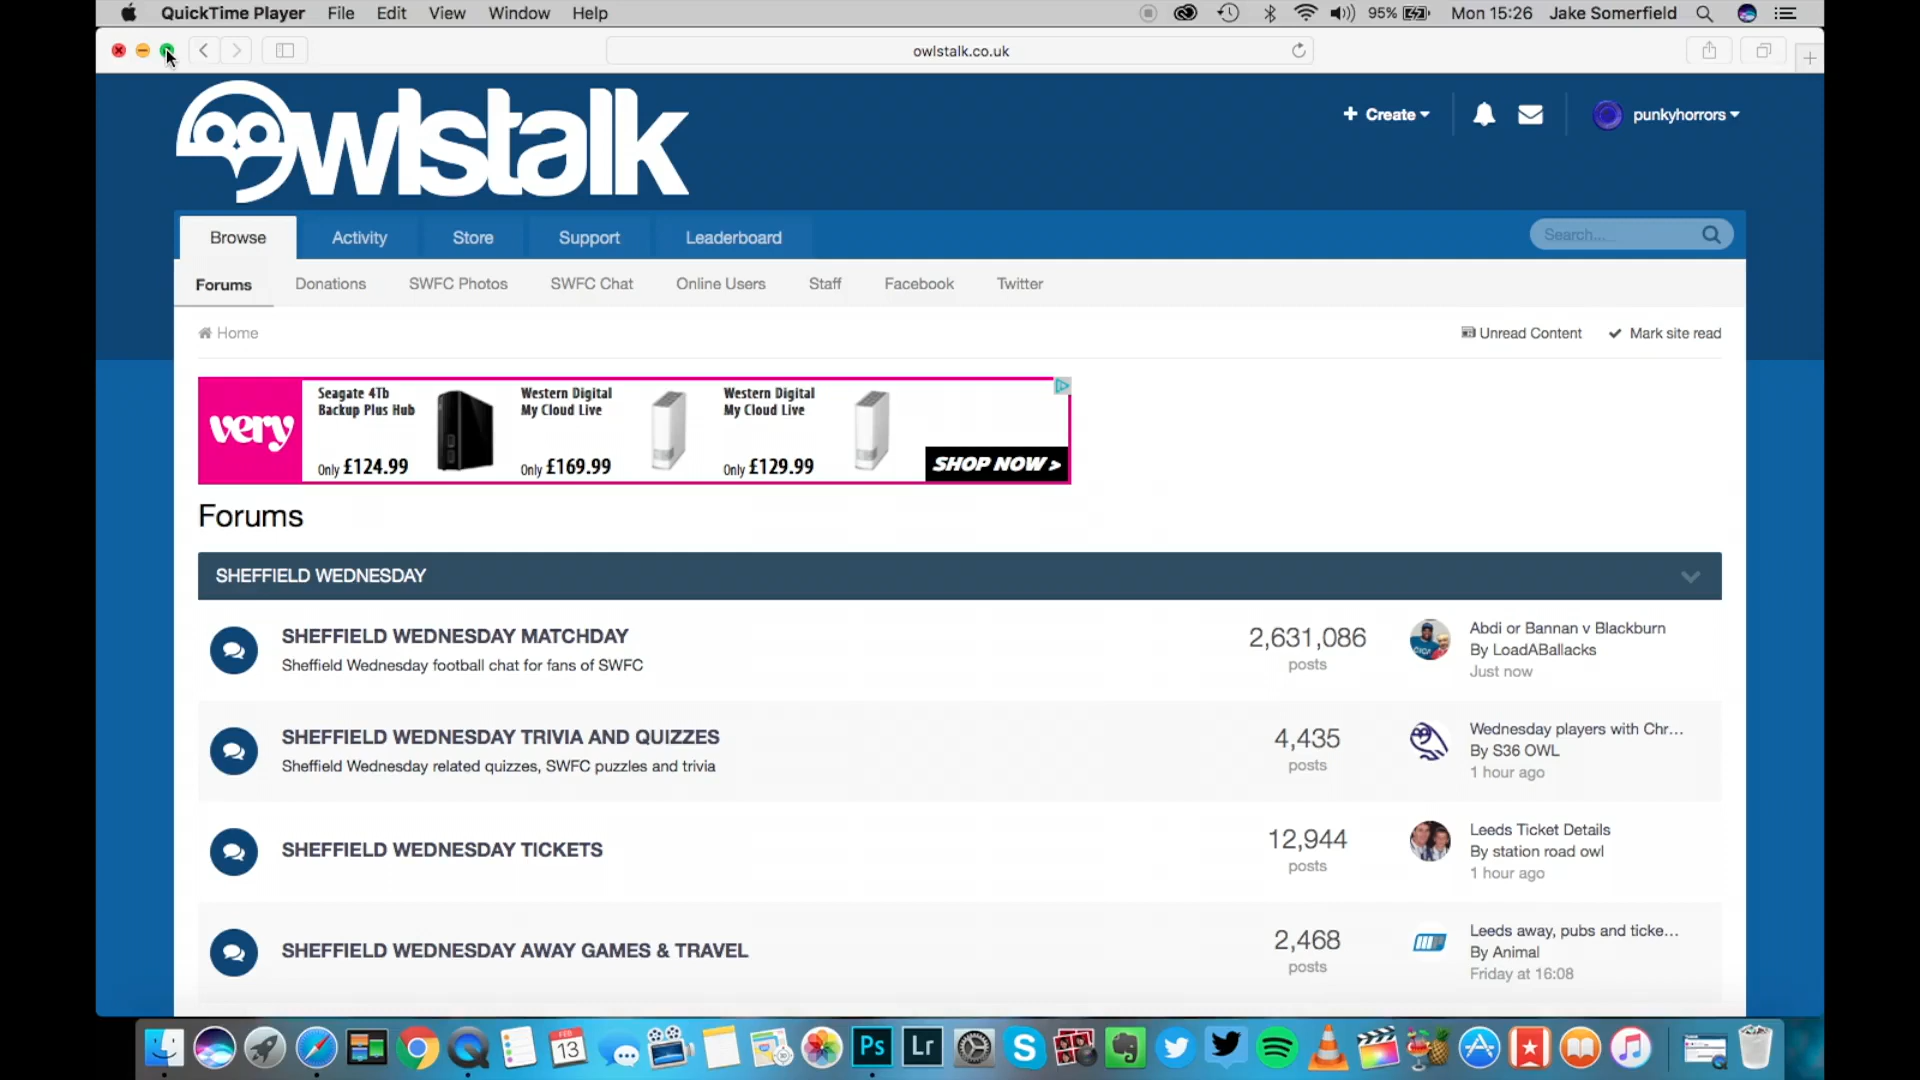 QuickTime Player File Edit View Window Help 95% Mon 15:26 Jake Somerfield
owlstalk.co.uk
owlstalk
+ Create punkyhorrors
Browse Activity Store Support Leaderboard Search...
Forums Donations SWFC Photos SWFC Chat Online Users Staff Facebook Twitter
Home Unread Content Mark site read
very
Seagate 4Tb
Backup Plus Hub
Only £124.99
Western Digital
My Cloud Live
Only £169.99
Western Digital
My Cloud Live
Only £129.99
SHOP NOW >
Forums
SHEFFIELD WEDNESDAY
SHEFFIELD WEDNESDAY MATCHDAY
Sheffield Wednesday football chat for fans of SWFC
2,631,086
posts
Abdi or Bannan v Blackburn
By LoadABallacks
Just now
SHEFFIELD WEDNESDAY TRIVIA AND QUIZZES
Sheffield Wednesday related quizzes, SWFC puzzles and trivia
4,435
posts
Wednesday players with Chr...
By S36 OWL
1 hour ago
SHEFFIELD WEDNESDAY TICKETS
12,944
posts
Leeds Ticket Details
By station road owl
1 hour ago
SHEFFIELD WEDNESDAY AWAY GAMES & TRAVEL
2,468
posts
Leeds away, pubs and ticke...
By Animal
Friday at 16:08
FEB
13
Ps
Lr